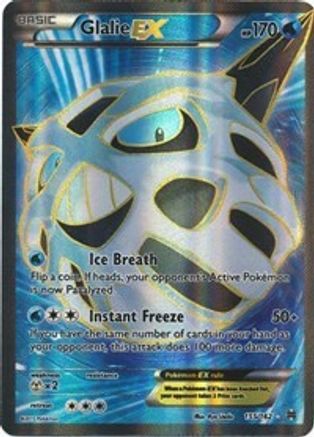 BASIC
Glalie EX
HP170
Ice Breath
Flip a coin. If heads, your opponent's Active Pokémon
is now Paralyzed.
Instant Freeze 50+
If you have the same number of cards in your hand as
your opponent, this attack does 100 more damage.
weakness resistance
×2
retreat
Pokémon-EX rule
When a Pokémon-EX has been Knocked Out, your opponent
takes 2 Prize cards.
155/162